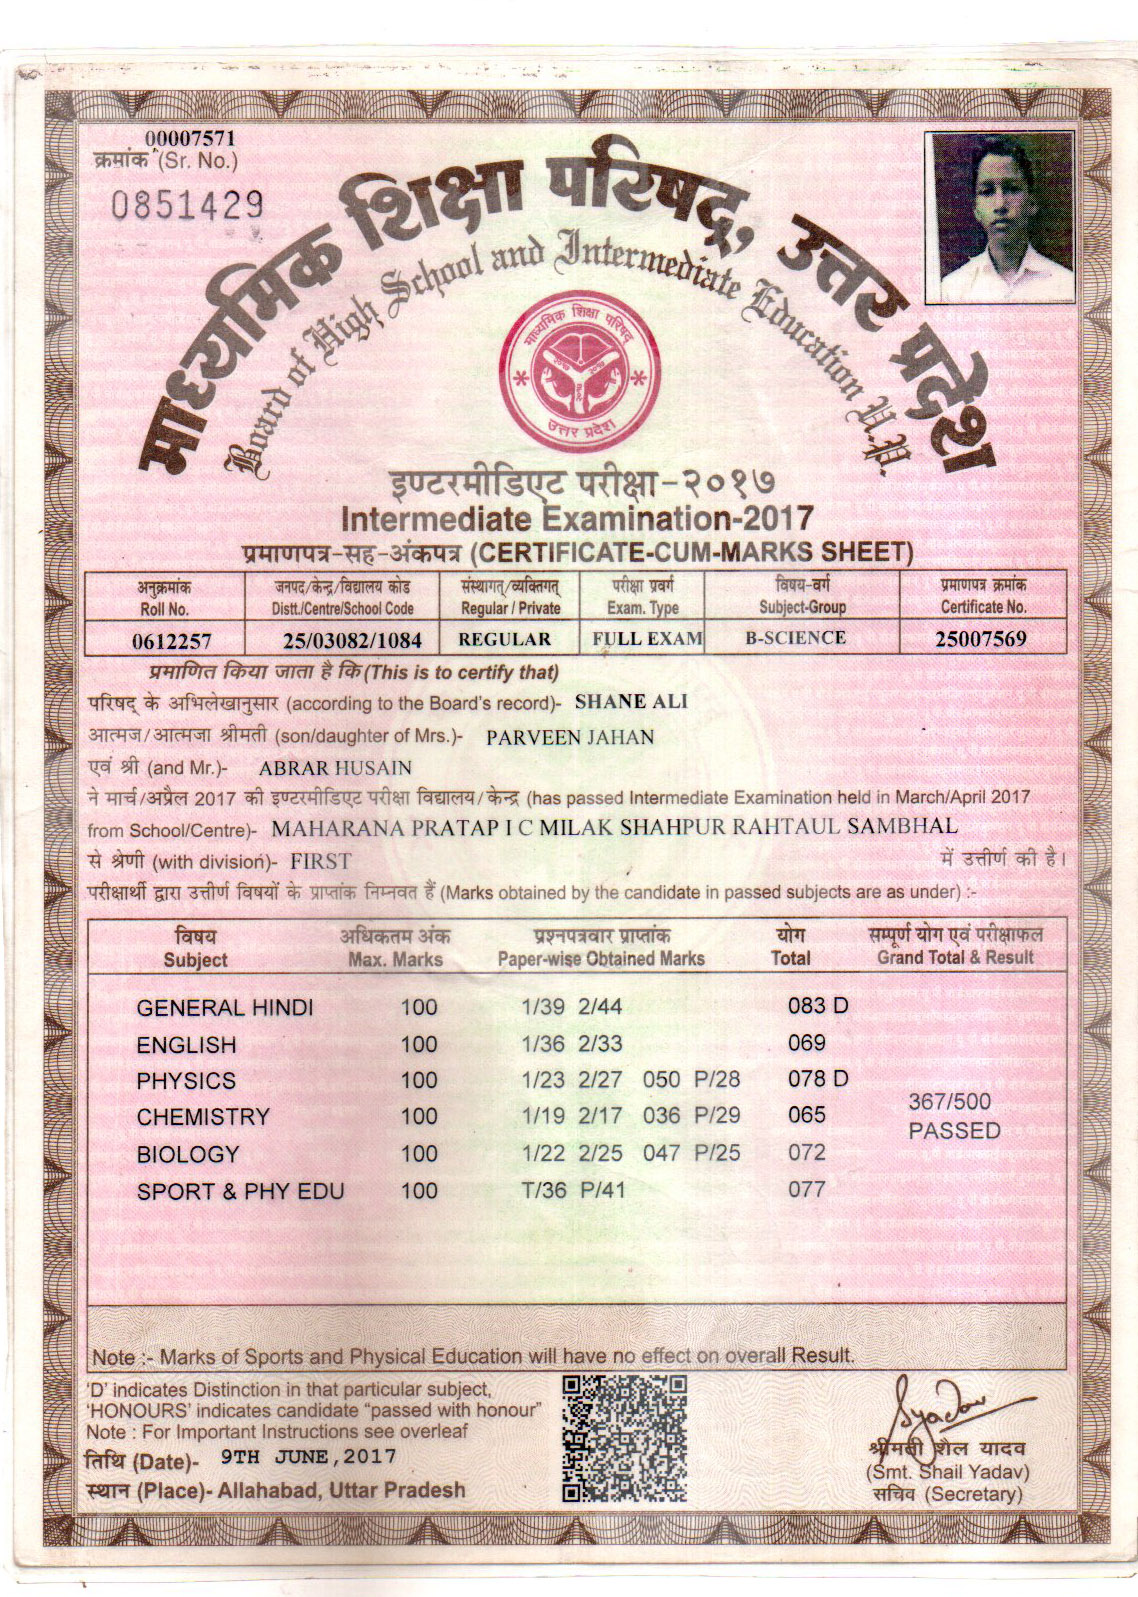 00007571
क्रमांक (Sr. No.)
0851429
माध्यमिक शिक्षा परिषद्, उत्तर प्रदेश
Board of High School and Intermediate Education U.P.
माध्यमिक शिक्षा परिषद्
उत्तर प्रदेश
इण्टरमीडिएट परीक्षा-२०१७
Intermediate Examination-2017
प्रमाणपत्र-सह-अंकपत्र (CERTIFICATE-CUM-MARKS SHEET)
अनुक्रमांक जनपद/केन्द्र/विद्यालय कोड संस्थागत्/व्यक्तिगत् परीक्षा प्रवर्ग विषय-वर्ग प्रमाणपत्र क्रमांक
Roll No. Distt./Centre/School Code Regular / Private Exam. Type Subject-Group Certificate No.
0612257 25/03082/1084 REGULAR FULL EXAM B-SCIENCE 25007569
प्रमाणित किया जाता है कि (This is to certify that)
परिषद् के अभिलेखानुसार (according to the Board's record)- SHANE ALI
आत्मज/आत्मजा श्रीमती (son/daughter of Mrs.)- PARVEEN JAHAN
एवं श्री (and Mr.)- ABRAR HUSAIN
ने मार्च/अप्रैल 2017 की इण्टरमीडिएट परीक्षा विद्यालय/केन्द्र (has passed Intermediate Examination held in March/April 2017
from School/Centre)- MAHARANA PRATAP I C MILAK SHAHPUR RAHTAUL SAMBHAL
से श्रेणी (with division)- FIRST में उत्तीर्ण की है।
परीक्षार्थी द्वारा उत्तीर्ण विषयों के प्राप्तांक निम्नवत हैं (Marks obtained by the candidate in passed subjects are as under) :-
विषय अधिकतम अंक प्रश्नपत्रवार प्राप्तांक योग सम्पूर्ण योग एवं परीक्षाफल
Subject Max. Marks Paper-wise Obtained Marks Total Grand Total & Result
GENERAL HINDI 100 1/39 2/44 083 D
ENGLISH 100 1/36 2/33 069
PHYSICS 100 1/23 2/27 050 P/28 078 D
367/500
CHEMISTRY 100 1/19 2/17 036 P/29 065
PASSED
BIOLOGY 100 1/22 2/25 047 P/25 072
SPORT & PHY EDU 100 T/36 P/41 077
Note :- Marks of Sports and Physical Education will have no effect on overall Result.
'D' indicates Distinction in that particular subject,
'HONOURS' indicates candidate "passed with honour"
Note : For Important Instructions see overleaf
तिथि (Date)- 9TH JUNE,2017
स्थान (Place)- Allahabad, Uttar Pradesh
Syadav
श्रीमती शैल यादव
(Smt. Shail Yadav)
सचिव (Secretary)